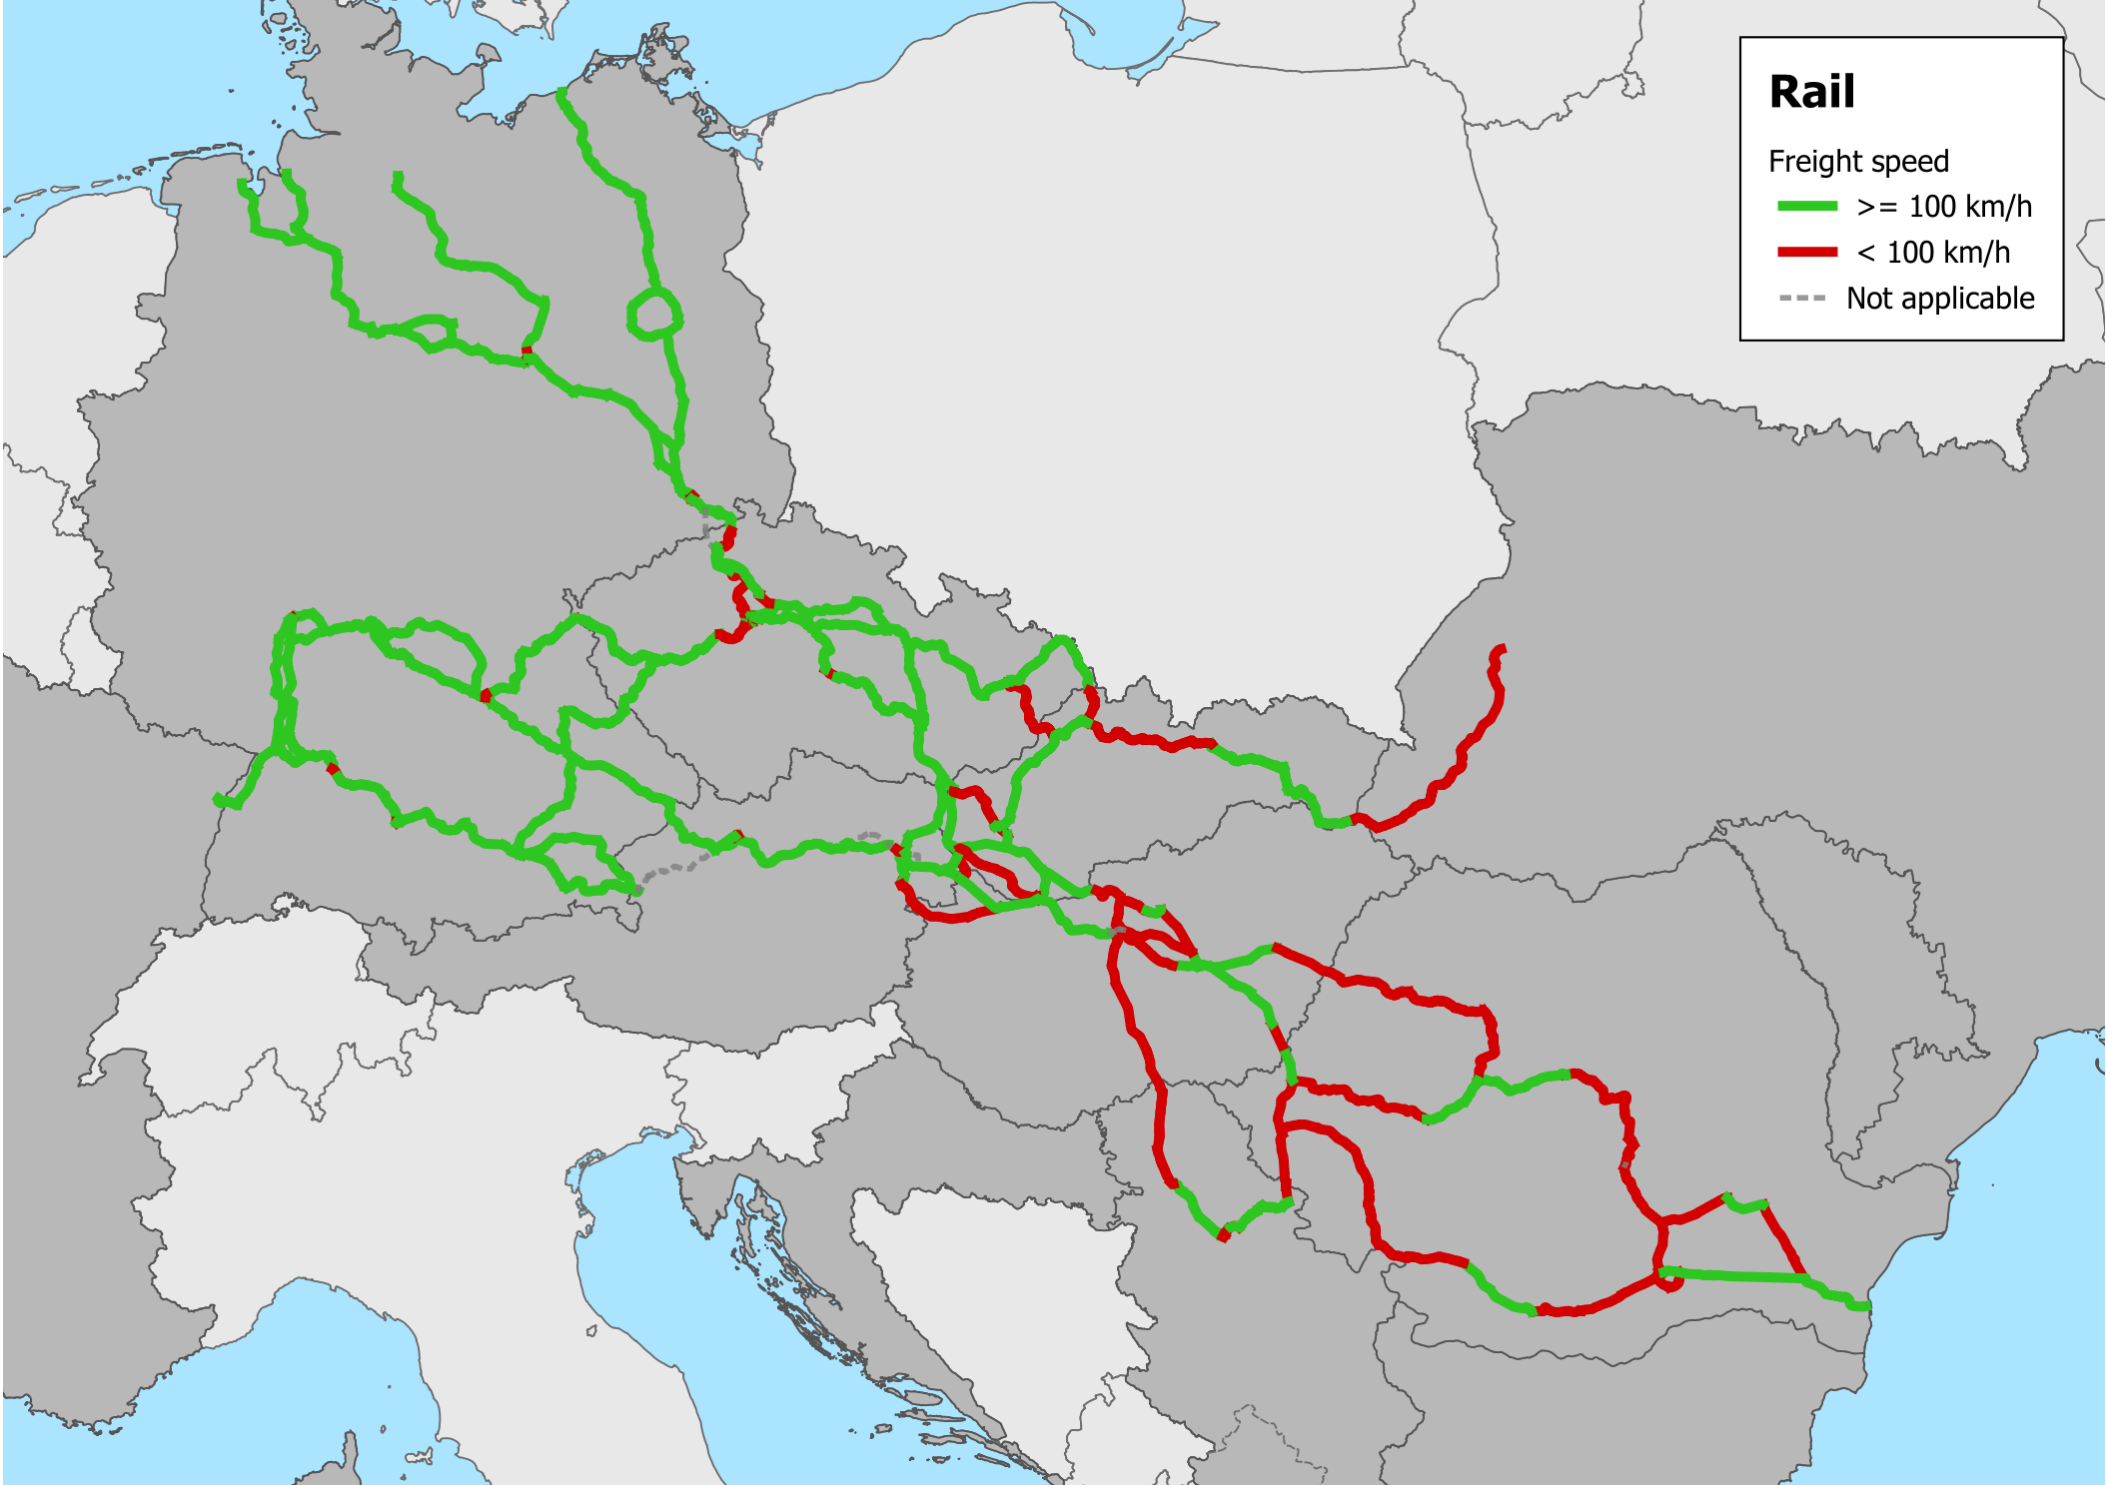 Rail
Freight speed
>= 100 km/h
< 100 km/h
Not applicable